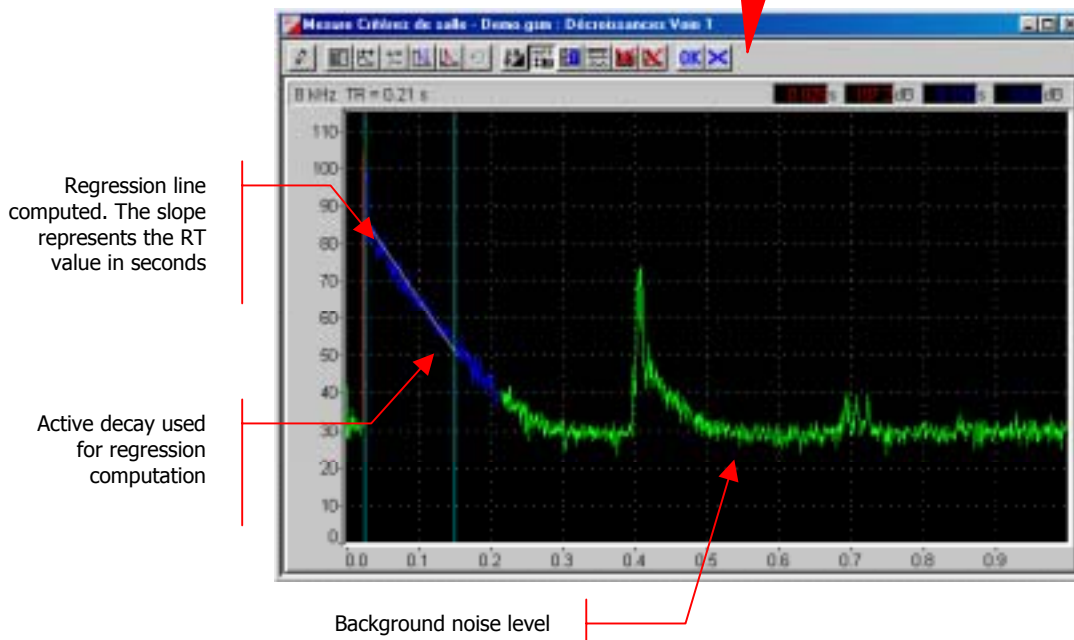 Mesure Critères de salle - Demo.gsm : Décroissances Voie 1
OK
8 kHz TR = 0.21 s
s
dB
s
dB
110
100
90
80
70
60
50
40
30
20
10
0
0.0 0.1 0.2 0.3 0.4 0.5 0.6 0.7 0.8 0.9
Regression line
computed. The slope
represents the RT
value in seconds
Active decay used
for regression
computation
Background noise level